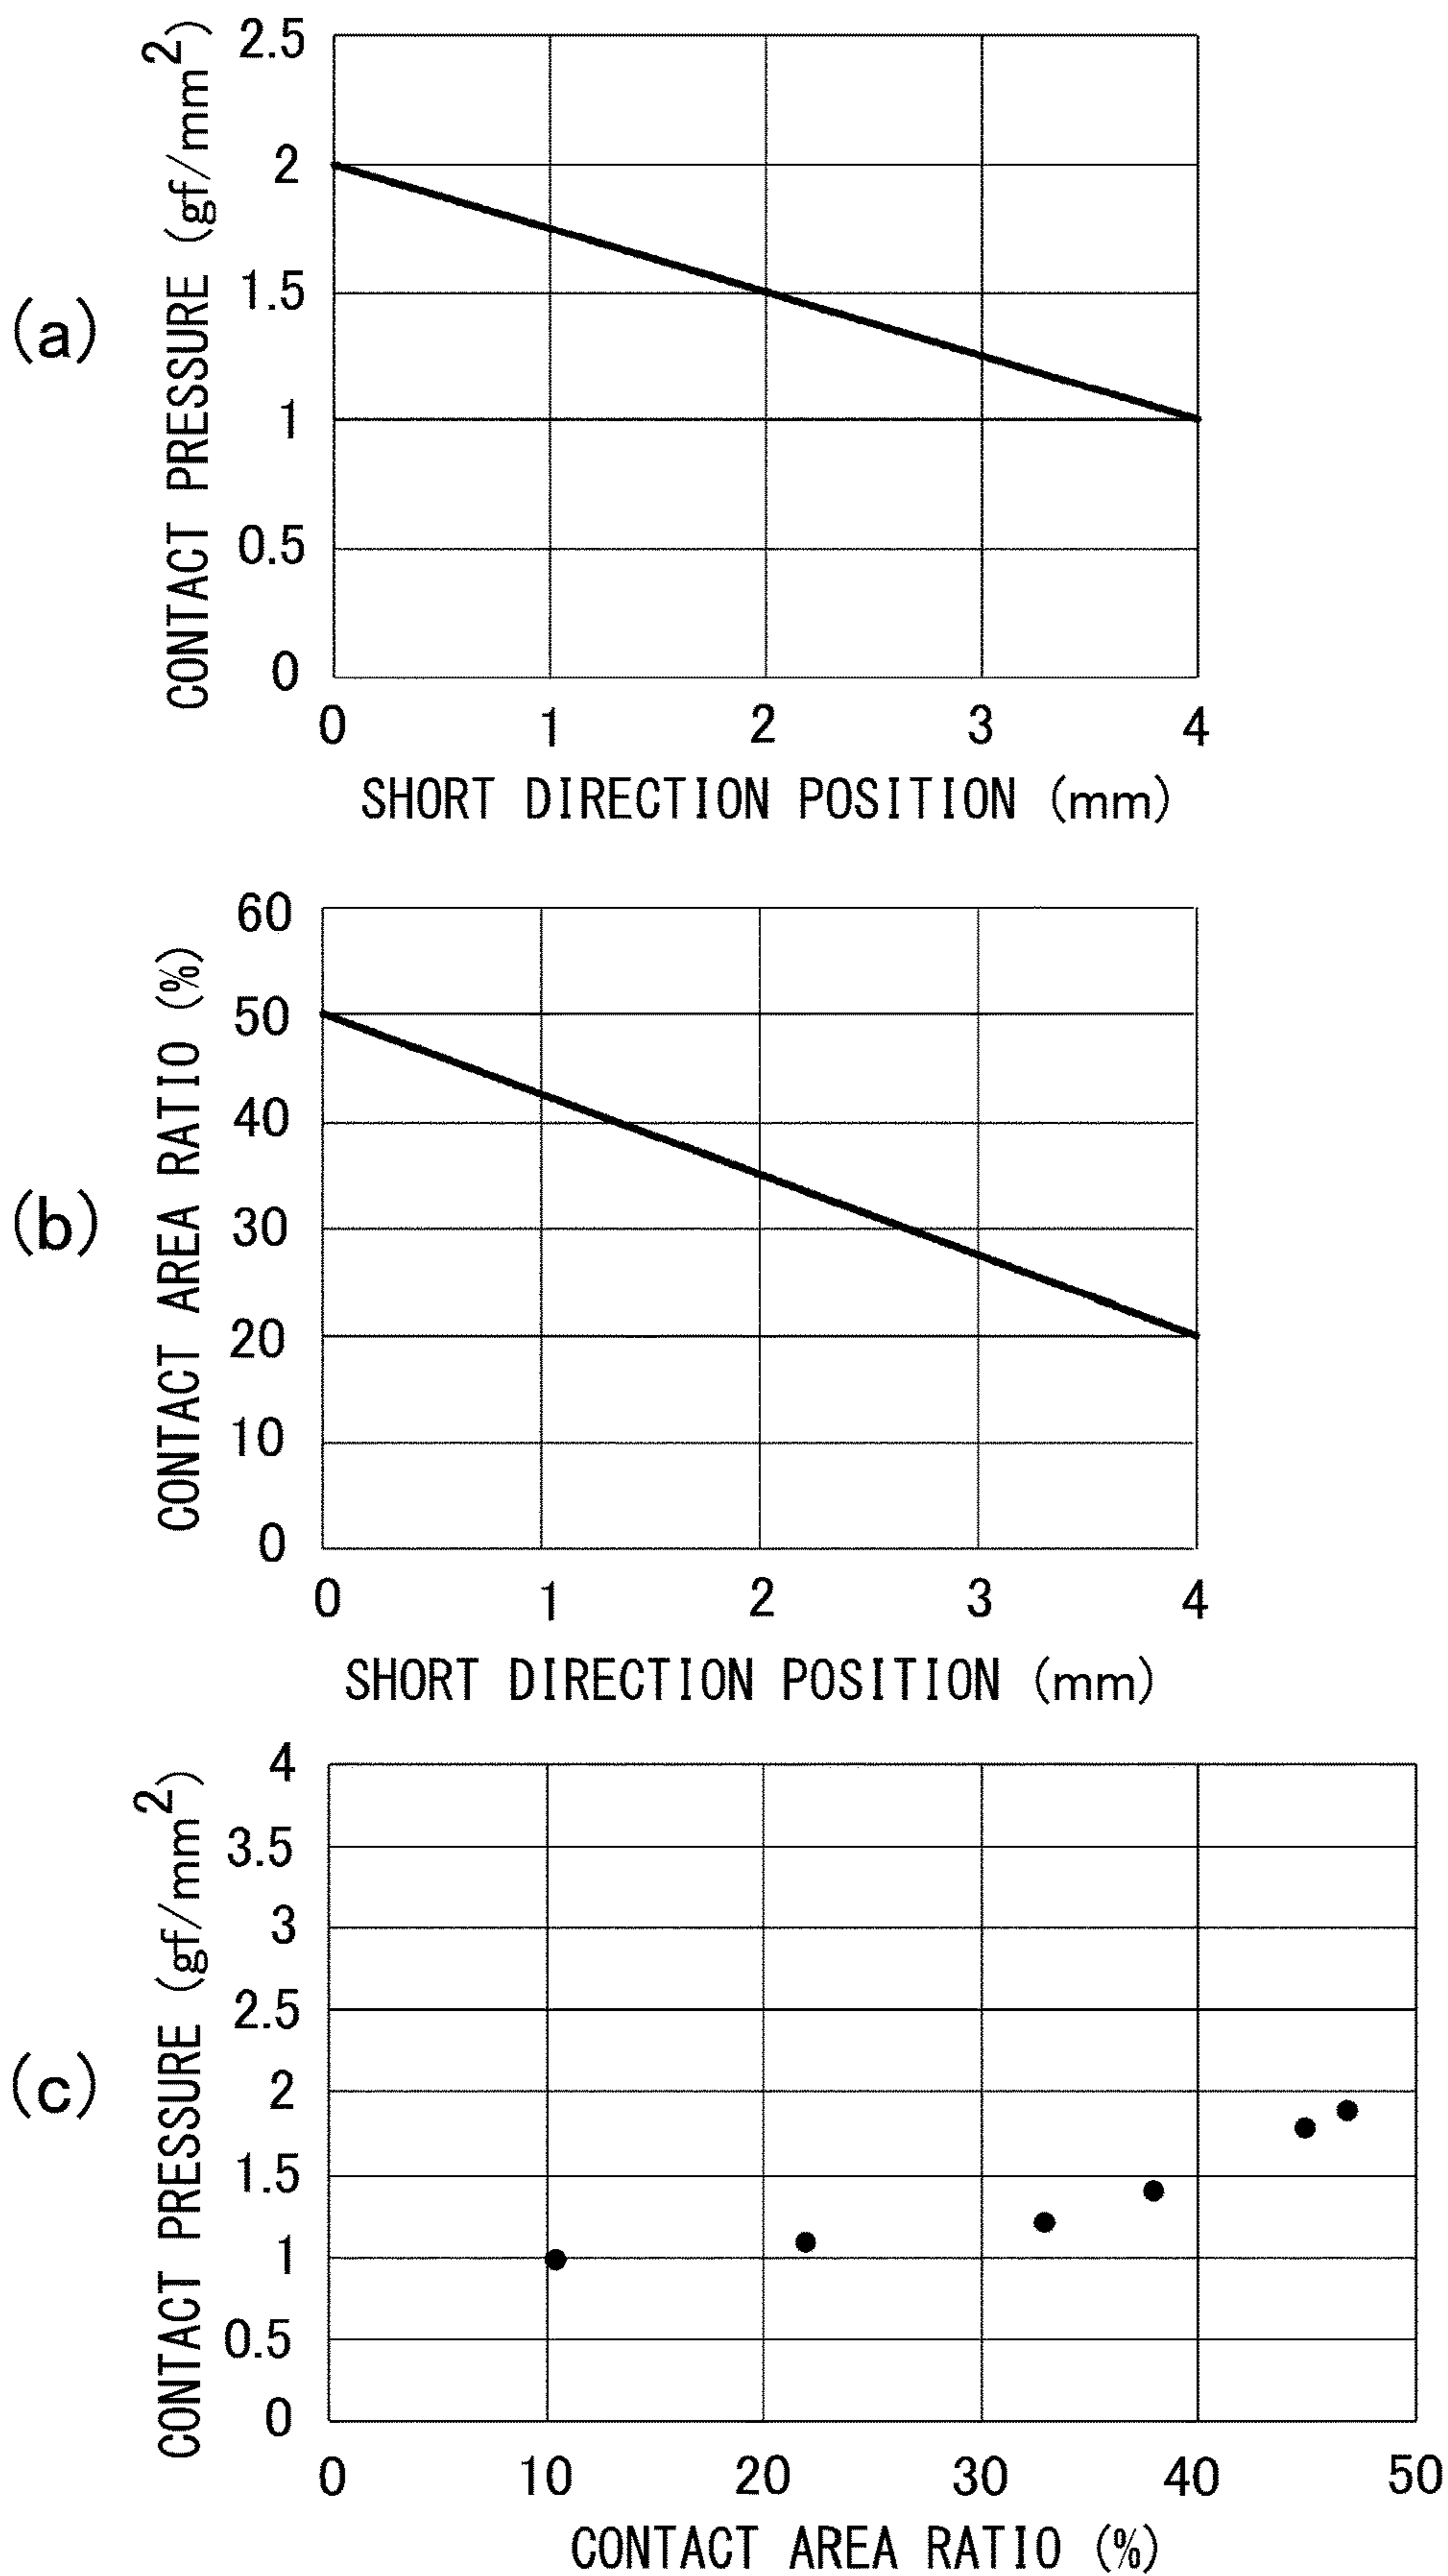 (a)
CONTACT PRESSURE (gf/mm²)
2.5
2
1.5
1
0.5
0
0 1 2 3 4
SHORT DIRECTION POSITION (mm)
(b)
CONTACT AREA RATIO (%)
60
50
40
30
20
10
0
0 1 2 3 4
SHORT DIRECTION POSITION (mm)
(c)
CONTACT PRESSURE (gf/mm²)
4
3.5
3
2.5
2
1.5
1
0.5
0
0 10 20 30 40 50
CONTACT AREA RATIO (%)